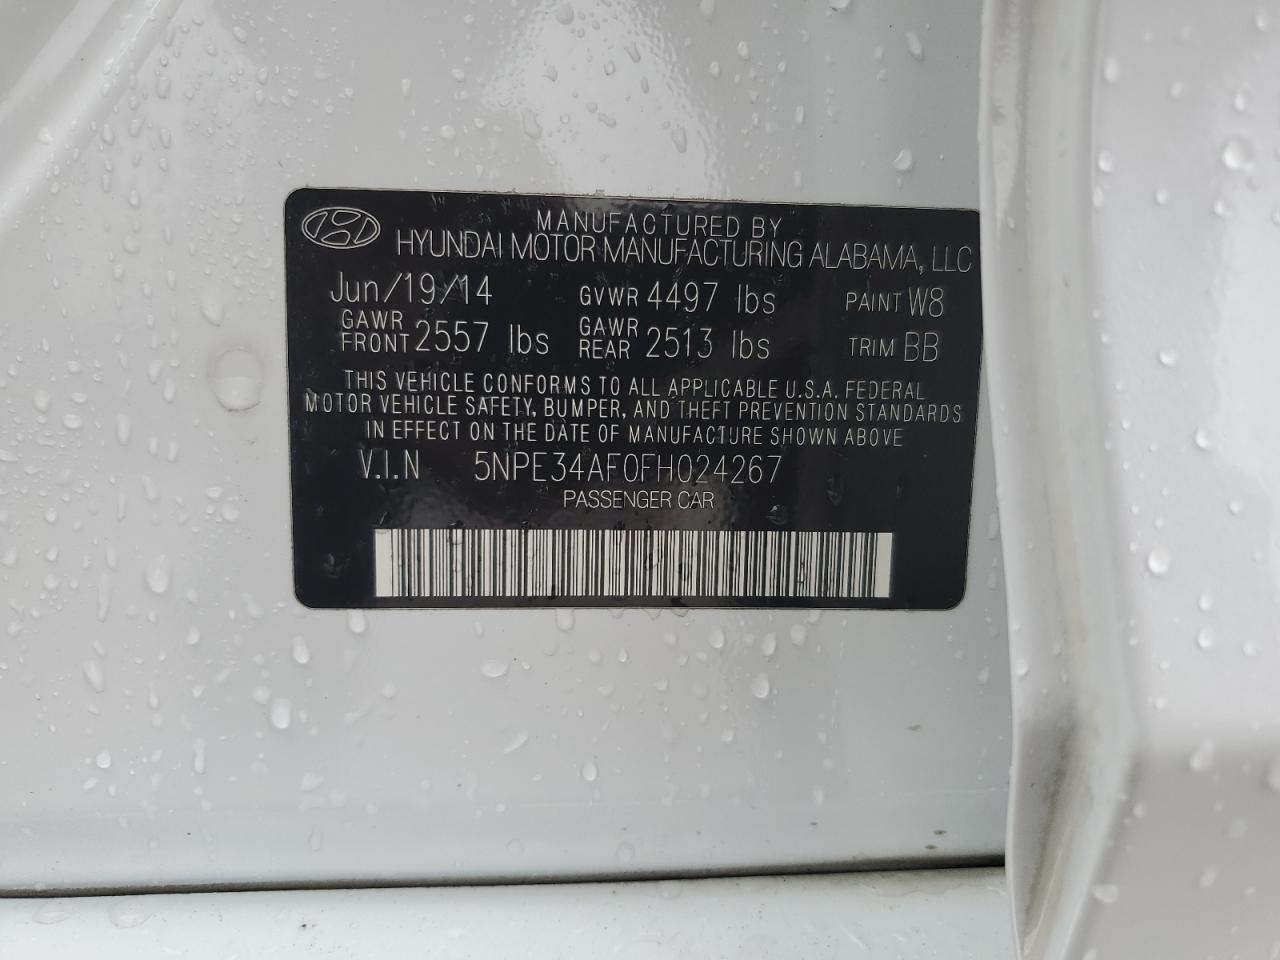 MANUFACTURED BY
HYUNDAI MOTOR MANUFACTURING ALABAMA, LLC
Jun/19/14 GVWR 4497 lbs PAINT W8
GAWR FRONT 2557 lbs GAWR REAR 2513 lbs TRIM BB
THIS VEHICLE CONFORMS TO ALL APPLICABLE U.S.A. FEDERAL
MOTOR VEHICLE SAFETY, BUMPER, AND THEFT PREVENTION STANDARDS
IN EFFECT ON THE DATE OF MANUFACTURE SHOWN ABOVE
V.I.N 5NPE34AF0FH024267
PASSENGER CAR